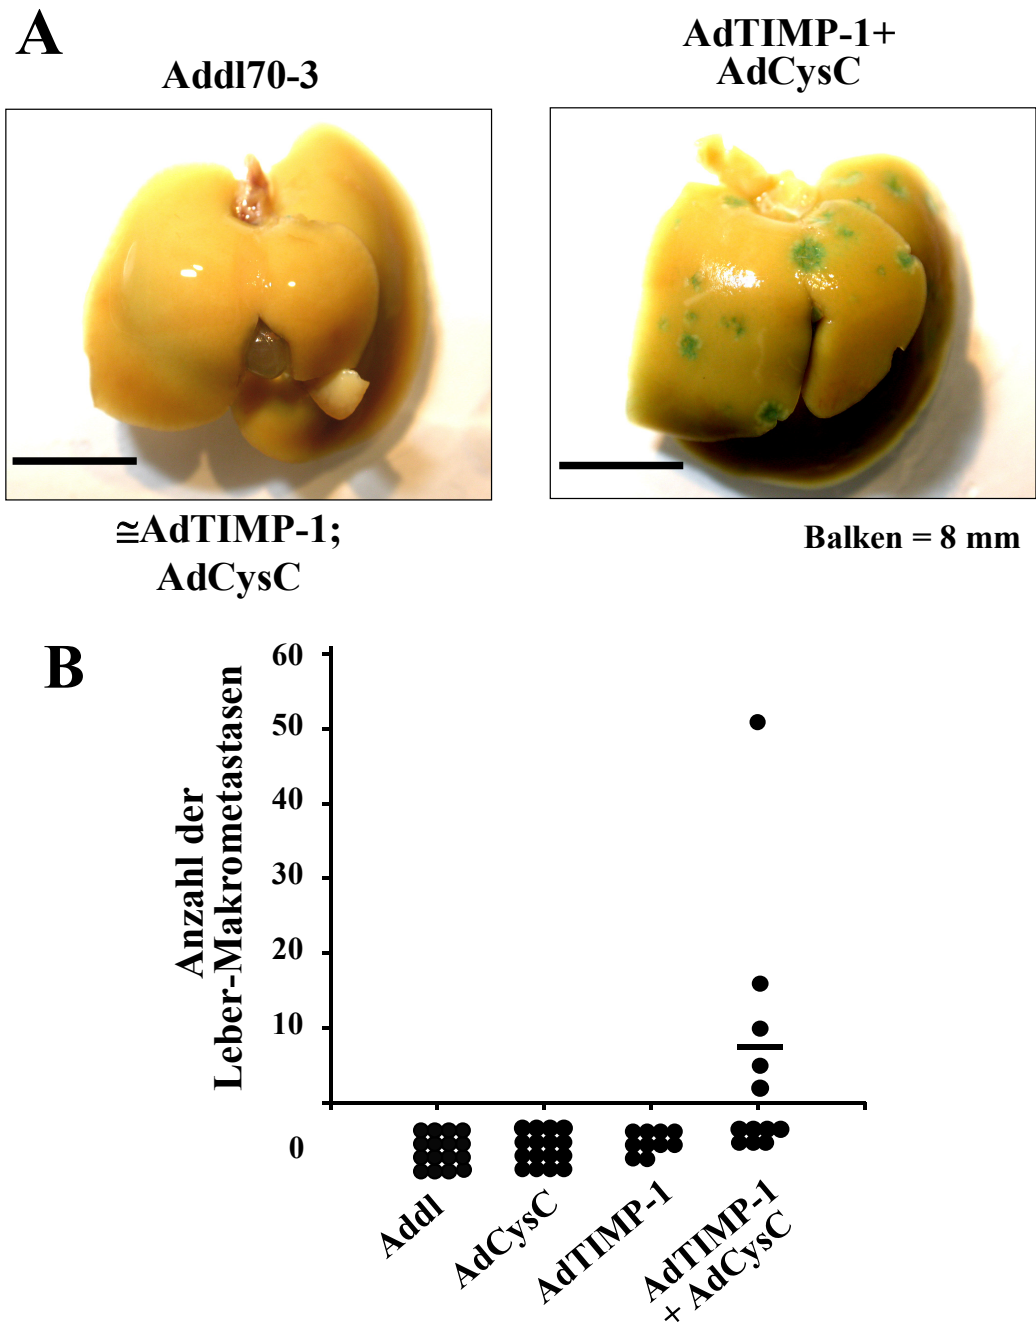 A
Addl70-3
AdTIMP-1+
AdCysC
≅AdTIMP-1;
AdCysC
Balken = 8 mm
B
Anzahl der
Leber-Makrometastasen
60
50
40
30
20
10
0
Addl
AdCysC
AdTIMP-1
AdTIMP-1
+ AdCysC